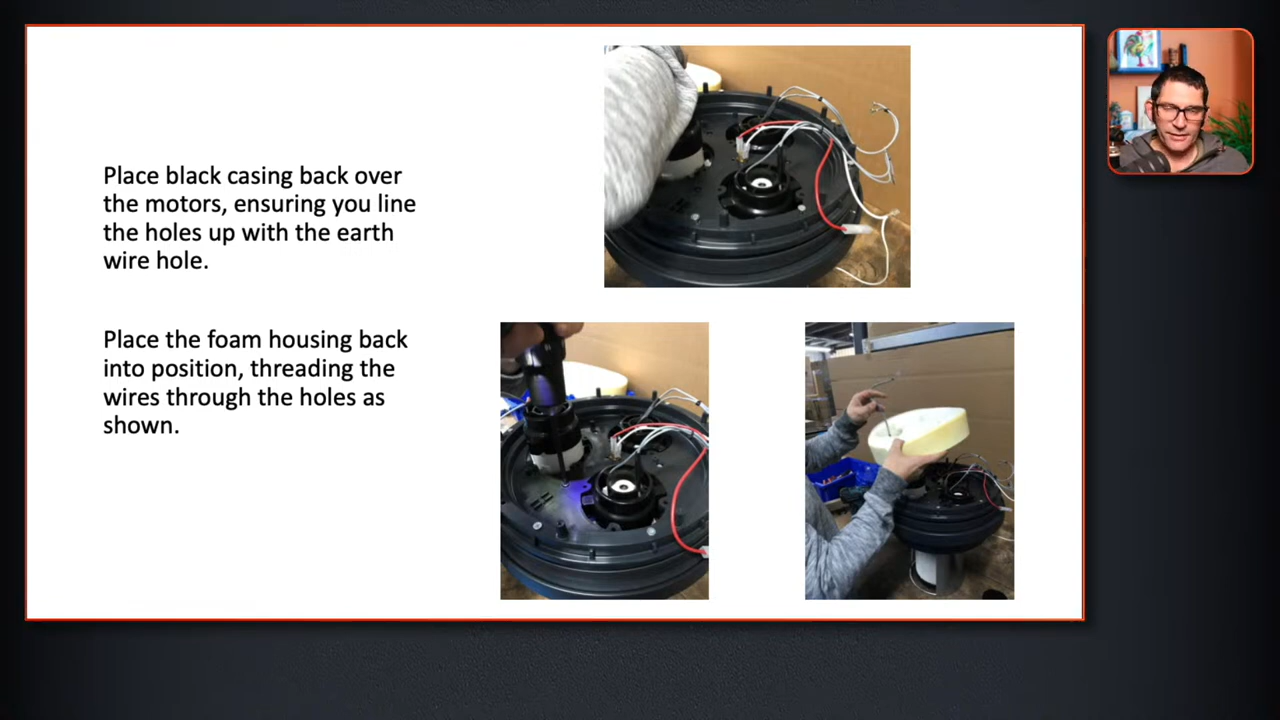 Place black casing back over
the motors, ensuring you line
the holes up with the earth
wire hole.
Place the foam housing back
into position, threading the
wires through the holes as
shown.